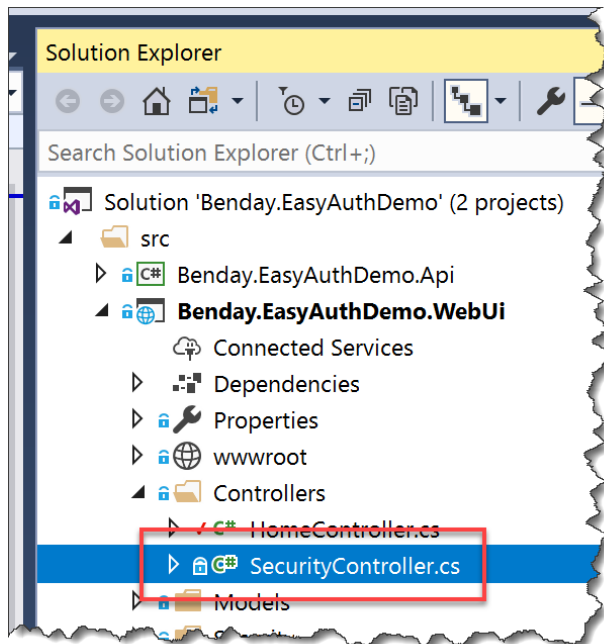 Solution Explorer
Search Solution Explorer (Ctrl+;)
Solution 'Benday.EasyAuthDemo' (2 projects)
src
C# Benday.EasyAuthDemo.Api
Benday.EasyAuthDemo.WebUi
Connected Services
Dependencies
Properties
wwwroot
Controllers
C# HomeController.cs
C# SecurityController.cs
Models